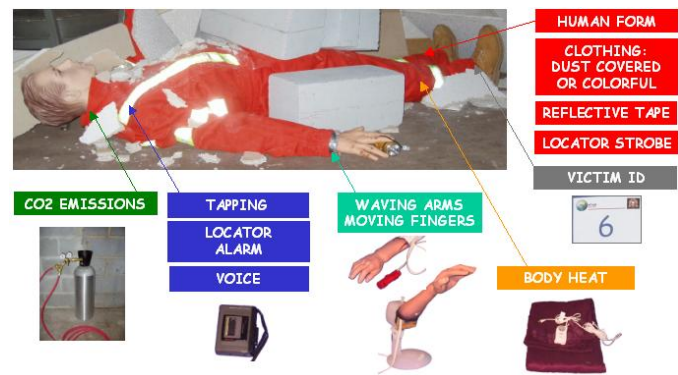 HUMAN FORM
CLOTHING:
DUST COVERED
OR COLORFUL
REFLECTIVE TAPE
LOCATOR STROBE
VICTIM ID
6
CO2 EMISSIONS
TAPPING
LOCATOR
ALARM
VOICE
WAVING ARMS
MOVING FINGERS
BODY HEAT